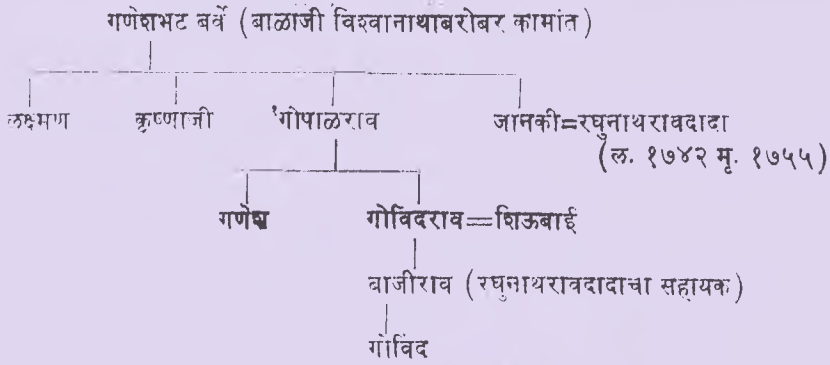 गणेशभट बर्वे (बाळाजी विश्वानाथाबरोबर कामांत)
लक्ष्मण कृष्णाजी 'गोपाळराव जानकी=रघुनाथरावदादा
(ल. १७४२ मृ. १७५५)
गणेश गोविंदराव=शिऊबाई
बाजीराव (रघुनाथरावदादाचा सहायक)
गोविंद